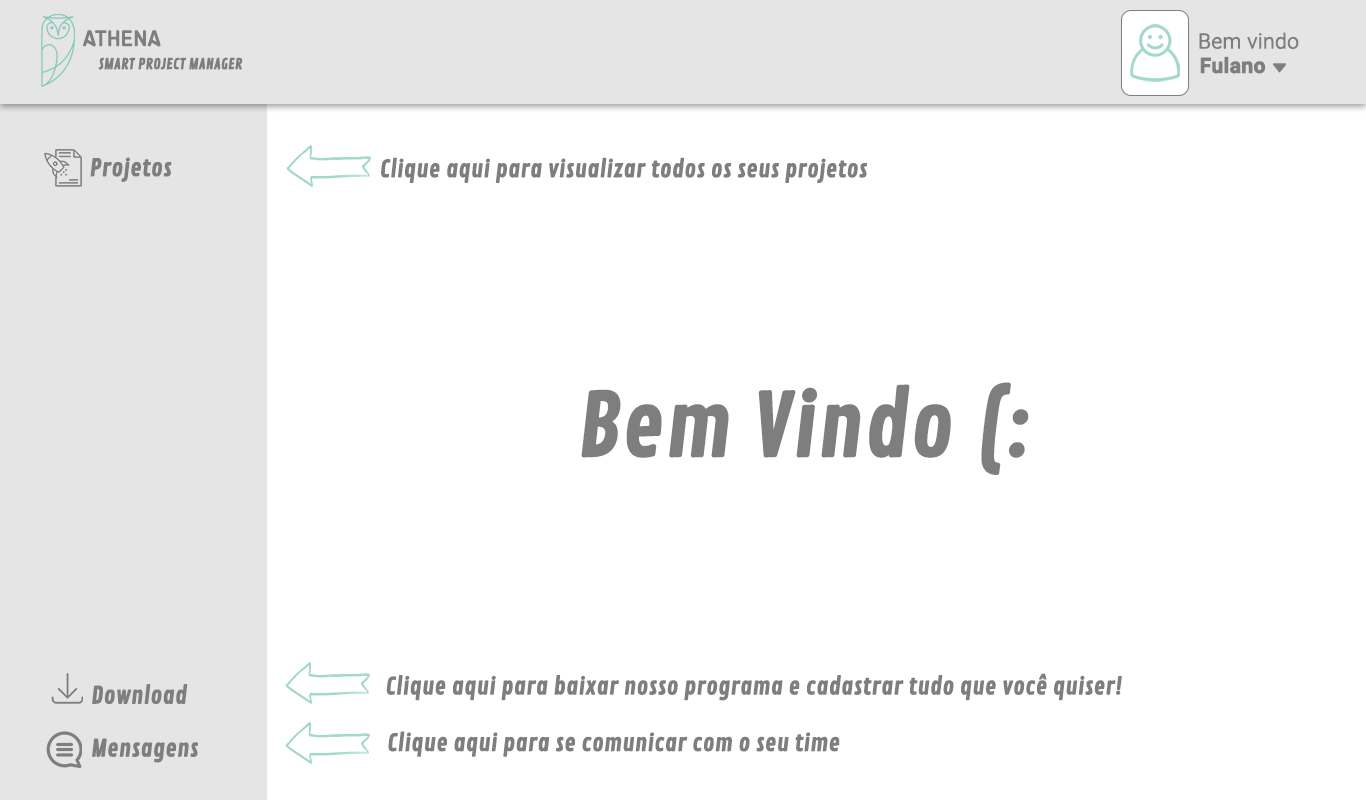 ATHENA
SMART PROJECT MANAGER
Bem vindo
Fulano
Projetos
Clique aqui para visualizar todos os seus projetos
Bem Vindo (:
Download
Clique aqui para baixar nosso programa e cadastrar tudo que você quiser!
Mensagens
Clique aqui para se comunicar com o seu time